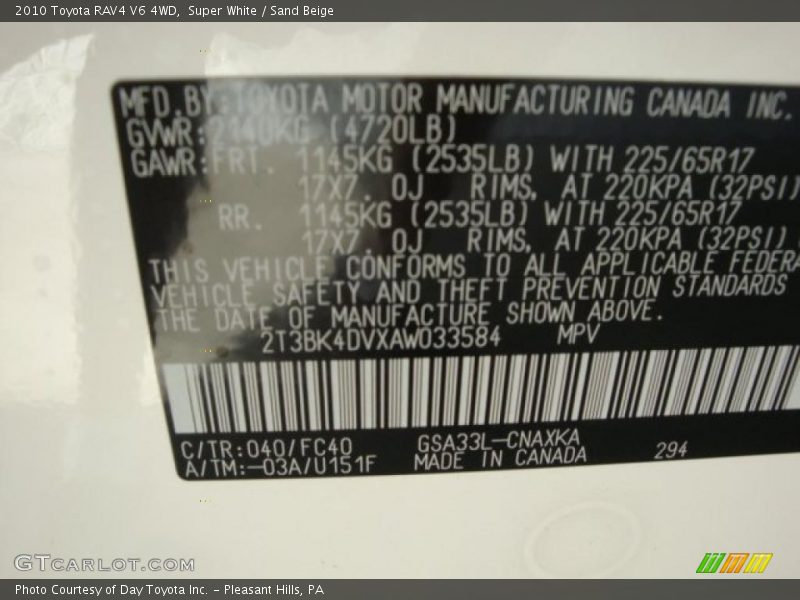 2010 Toyota RAV4 V6 4WD, Super White / Sand Beige
MFD.BY:TOYOTA MOTOR MANUFACTURING CANADA INC.
GVWR:2140KG (4720LB)
GAWR:FRT. 1145KG (2535LB) WITH 225/65R17
17X7.0J RIMS, AT 220KPA (32PSI)
RR. 1145KG (2535LB) WITH 225/65R17
17X7.0J RIMS, AT 220KPA (32PSI)
THIS VEHICLE CONFORMS TO ALL APPLICABLE FEDERA
VEHICLE SAFETY AND THEFT PREVENTION STANDARDS
THE DATE OF MANUFACTURE SHOWN ABOVE.
2T3BK4DVXAW033584 MPV
C/TR:040/FC40 GSA33L-CNAXKA 294
A/TM:-03A/U151F MADE IN CANADA
GTCARLOT.COM
Photo Courtesy of Day Toyota Inc. - Pleasant Hills, PA